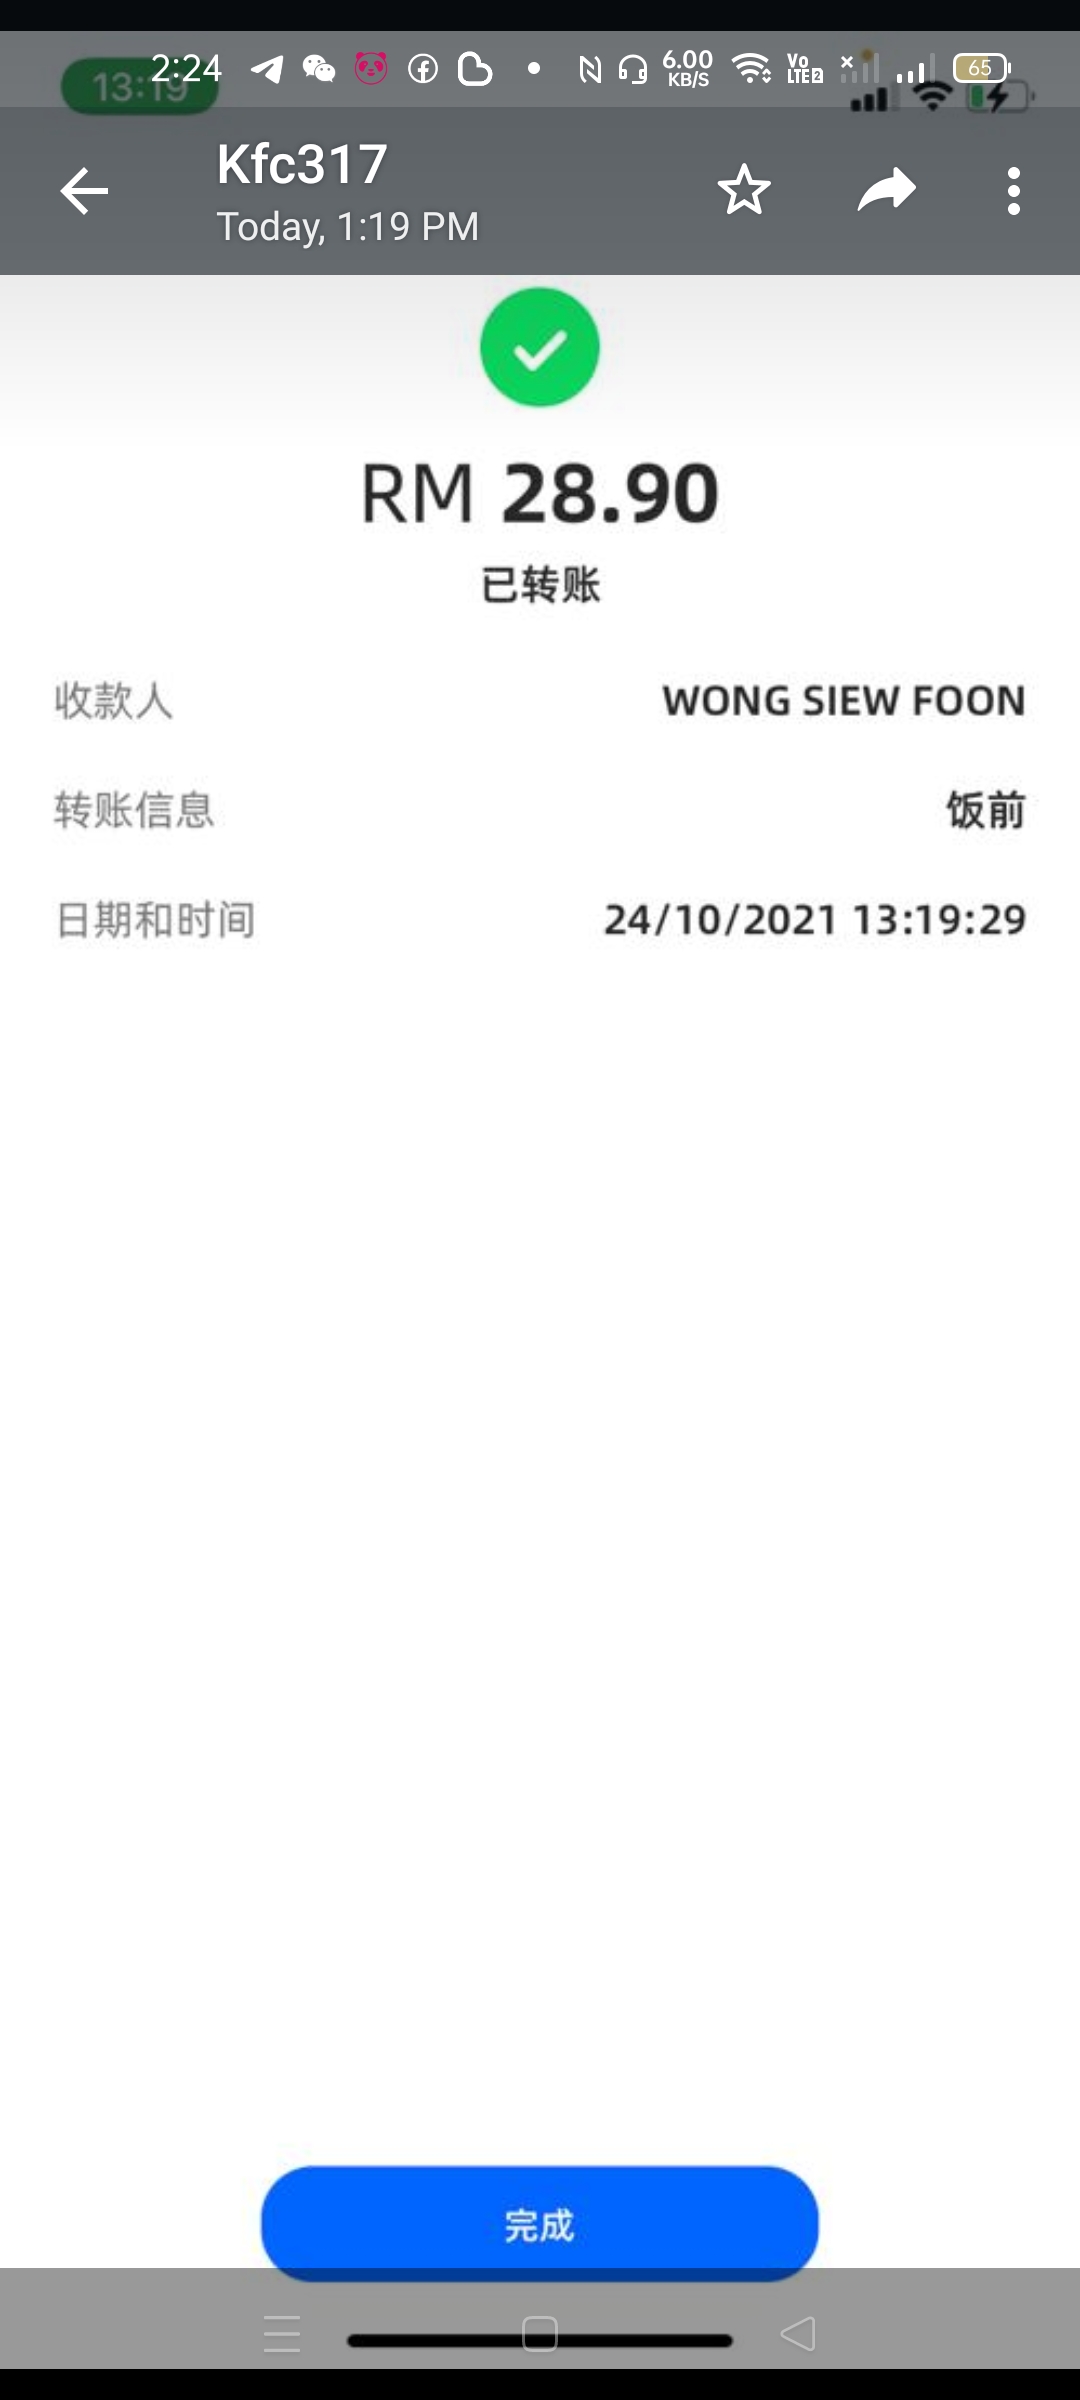 13:19
2:24
6.00
KB/S
Vo
LTE2
65
Kfc317
Today, 1:19 PM
RM 28.90
已转账
收款人 WONG SIEW FOON
转账信息 饭前
日期和时间 24/10/2021 13:19:29
完成